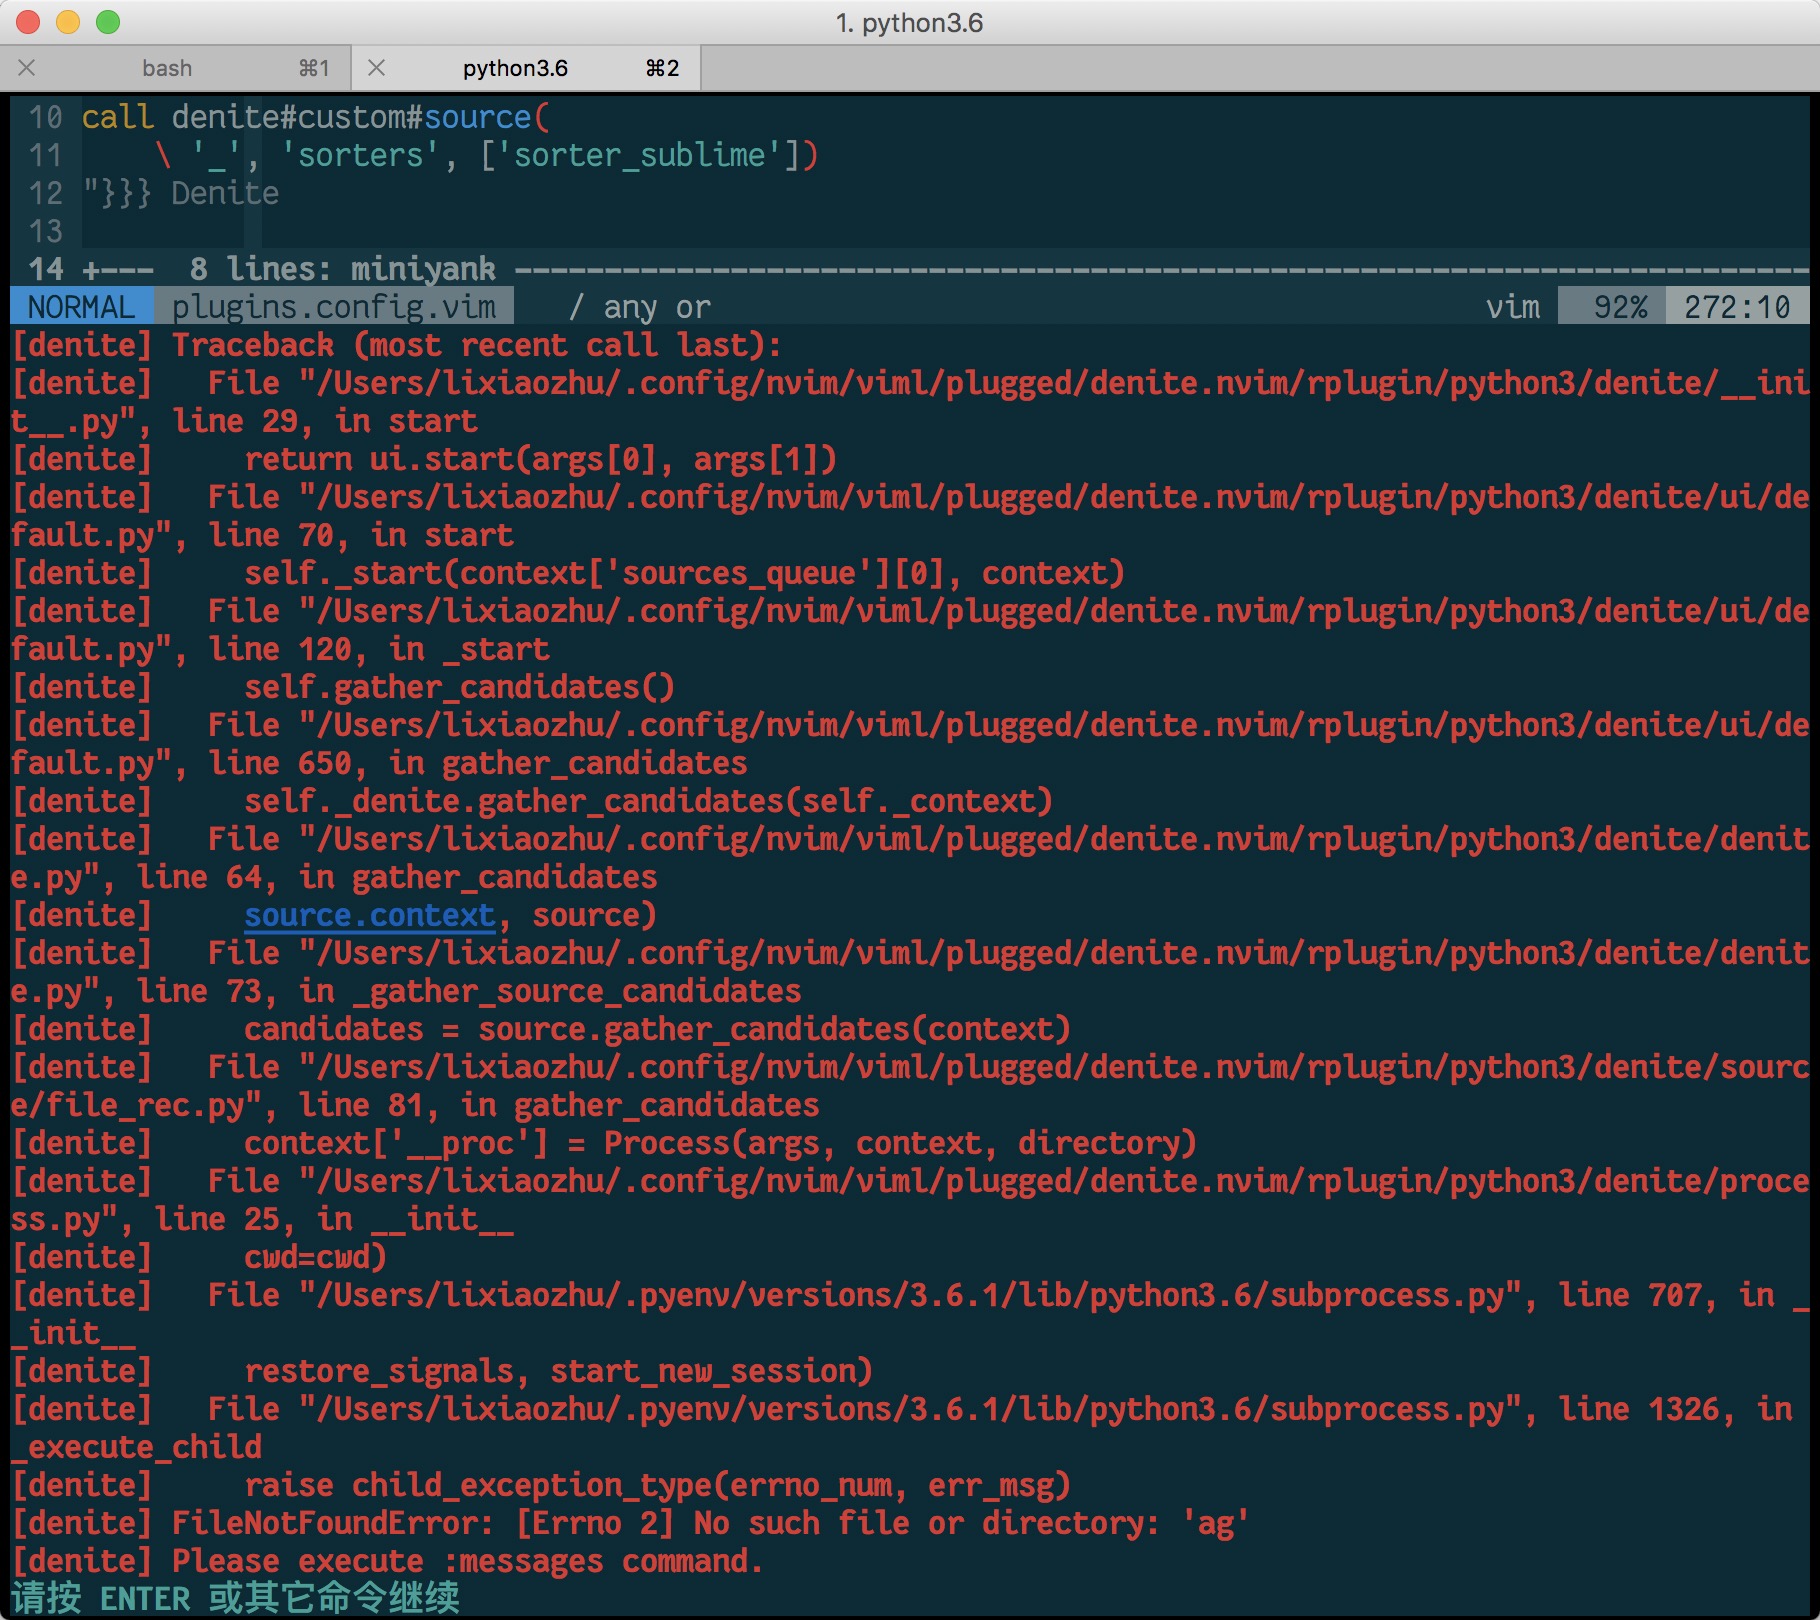 1. python3.6
bash ⌘1 python3.6 ⌘2
10 call denite#custom#source(
11     \ '_', 'sorters', ['sorter_sublime'])
12 "}}} Denite
13
14 +---  8 lines: miniyank ------------------------------------------------------------------------
NORMAL  plugins.config.vim   / any or   vim   92%  272:10
[denite] Traceback (most recent call last):
[denite]   File "/Users/lixiaozhu/.config/nvim/viml/plugged/denite.nvim/rplugin/python3/denite/__ini
t__.py", line 29, in start
[denite]     return ui.start(args[0], args[1])
[denite]   File "/Users/lixiaozhu/.config/nvim/viml/plugged/denite.nvim/rplugin/python3/denite/ui/de
fault.py", line 70, in start
[denite]     self._start(context['sources_queue'][0], context)
[denite]   File "/Users/lixiaozhu/.config/nvim/viml/plugged/denite.nvim/rplugin/python3/denite/ui/de
fault.py", line 120, in _start
[denite]     self.gather_candidates()
[denite]   File "/Users/lixiaozhu/.config/nvim/viml/plugged/denite.nvim/rplugin/python3/denite/ui/de
fault.py", line 650, in gather_candidates
[denite]     self._denite.gather_candidates(self._context)
[denite]   File "/Users/lixiaozhu/.config/nvim/viml/plugged/denite.nvim/rplugin/python3/denite/denit
e.py", line 64, in gather_candidates
[denite]     source.context, source)
[denite]   File "/Users/lixiaozhu/.config/nvim/viml/plugged/denite.nvim/rplugin/python3/denite/denit
e.py", line 73, in _gather_source_candidates
[denite]     candidates = source.gather_candidates(context)
[denite]   File "/Users/lixiaozhu/.config/nvim/viml/plugged/denite.nvim/rplugin/python3/denite/sourc
e/file_rec.py", line 81, in gather_candidates
[denite]     context['__proc'] = Process(args, context, directory)
[denite]   File "/Users/lixiaozhu/.config/nvim/viml/plugged/denite.nvim/rplugin/python3/denite/proce
ss.py", line 25, in __init__
[denite]     cwd=cwd)
[denite]   File "/Users/lixiaozhu/.pyenv/versions/3.6.1/lib/python3.6/subprocess.py", line 707, in _
_init__
[denite]     restore_signals, start_new_session)
[denite]   File "/Users/lixiaozhu/.pyenv/versions/3.6.1/lib/python3.6/subprocess.py", line 1326, in
_execute_child
[denite]     raise child_exception_type(errno_num, err_msg)
[denite] FileNotFoundError: [Errno 2] No such file or directory: 'ag'
[denite] Please execute :messages command.
请按 ENTER 或其它命令继续